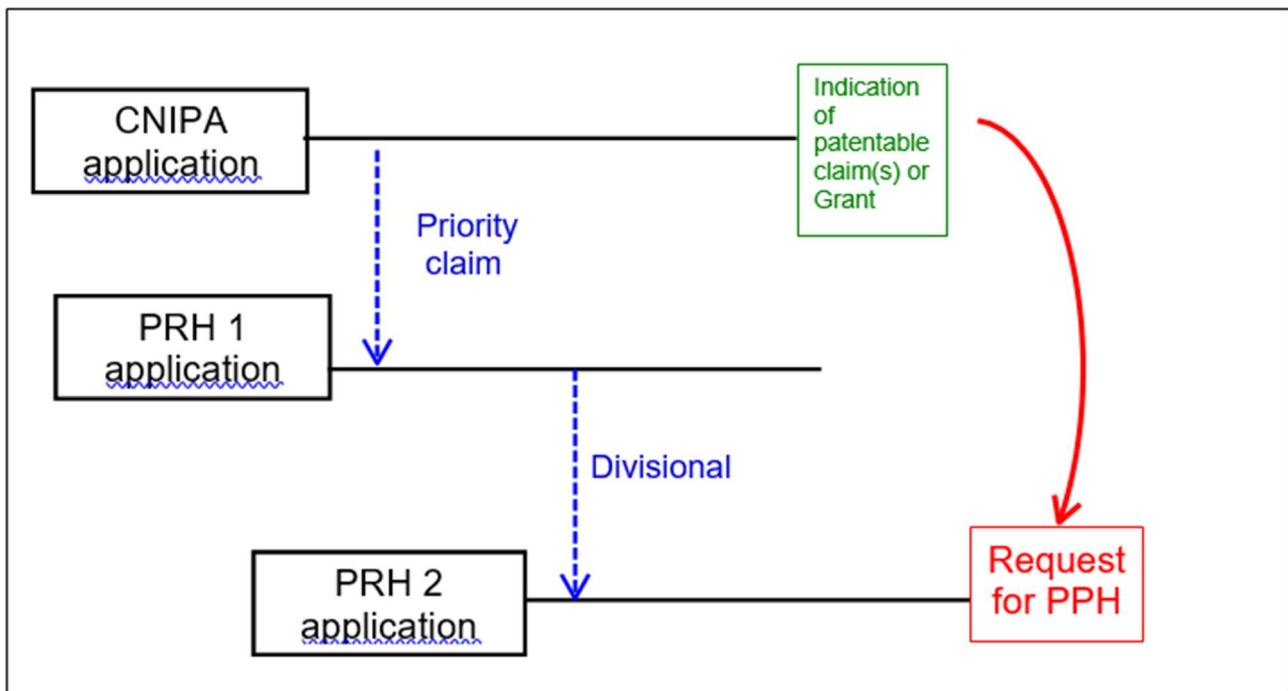 CNIPA
application
Indication
of
patentable
claim(s) or
Grant
Priority
claim
PRH 1
application
Divisional
PRH 2
application
Request
for PPH